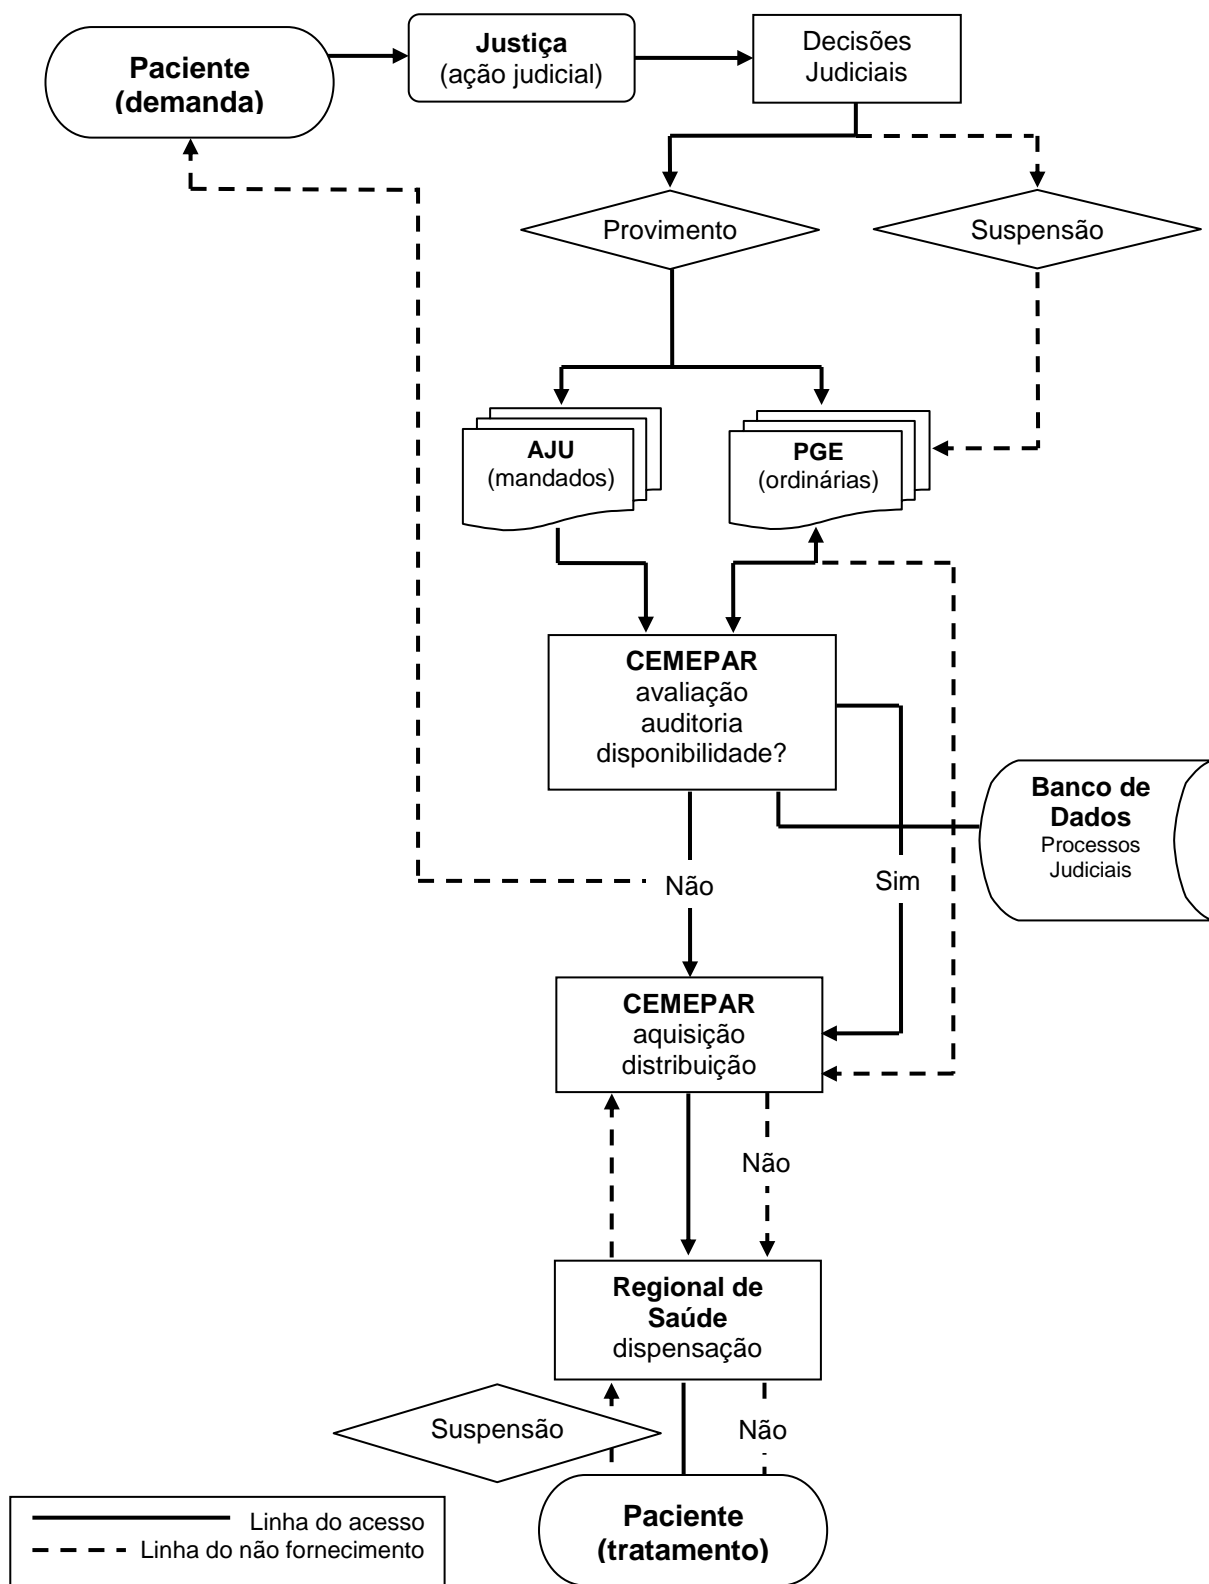 Paciente
(demanda)
Justiça
(ação judicial)
Decisões
Judiciais
Provimento
Suspensão
AJU
(mandados)
PGE
(ordinárias)
CEMEPAR
avaliação
auditoria
disponibilidade?
Banco de
Dados
Processos
Judiciais
Não
Sim
CEMEPAR
aquisição
distribuição
Não
Regional de
Saúde
dispensação
Suspensão
Não
Paciente
(tratamento)
Linha do acesso
Linha do não fornecimento